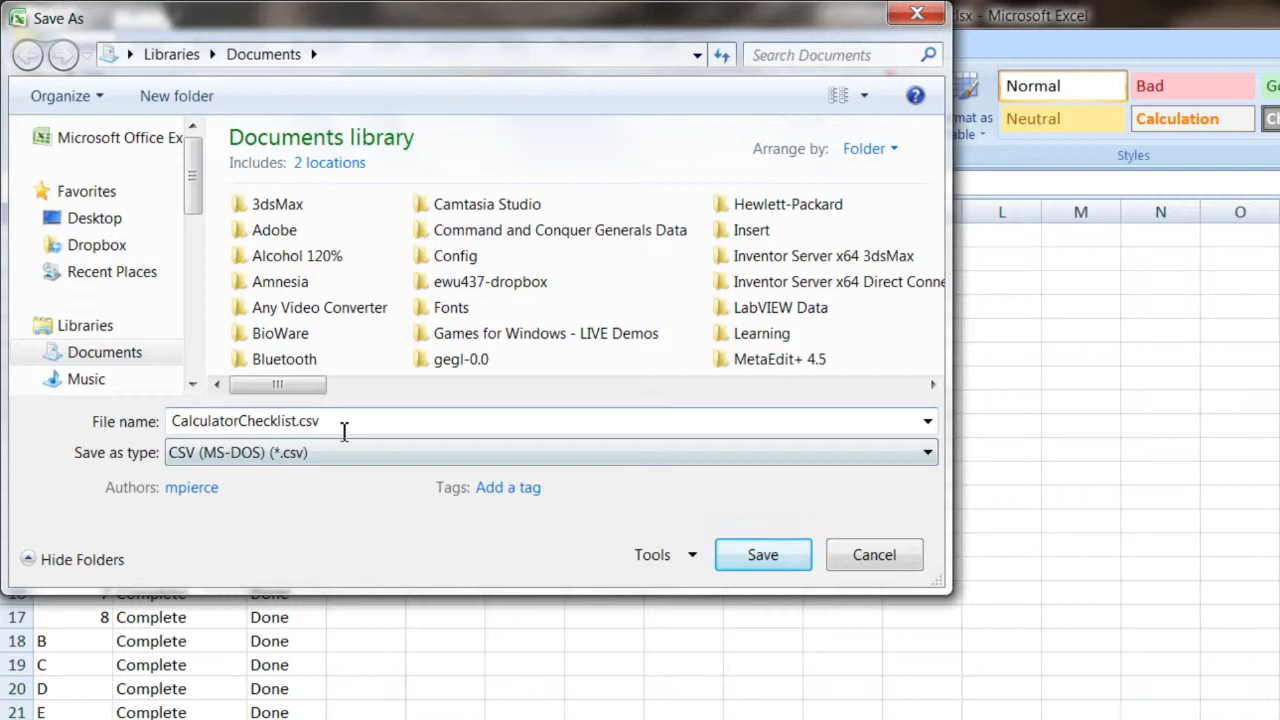 Save As
lsx - Microsoft Excel
Libraries Documents
Search Documents
Organize New folder
Microsoft Office Ex
Favorites
Desktop
Dropbox
Recent Places
Libraries
Documents
Music
Documents library
Includes: 2 locations
Arrange by: Folder
3dsMax Camtasia Studio Hewlett-Packard
Adobe Command and Conquer Generals Data Insert
Alcohol 120% Config Inventor Server x64 3dsMax
Amnesia ewu437-dropbox Inventor Server x64 Direct Conne
Any Video Converter Fonts LabVIEW Data
BioWare Games for Windows - LIVE Demos Learning
Bluetooth gegl-0.0 MetaEdit+ 4.5
File name: CalculatorChecklist.csv
Save as type: CSV (MS-DOS) (*.csv)
Authors: mpierce Tags: Add a tag
Hide Folders Tools Save Cancel
mat as
able
Normal Bad
Neutral Calculation
Styles
L M N O
17 8 Complete Done
18 B Complete Done
19 C Complete Done
20 D Complete Done
21 E Complete Done